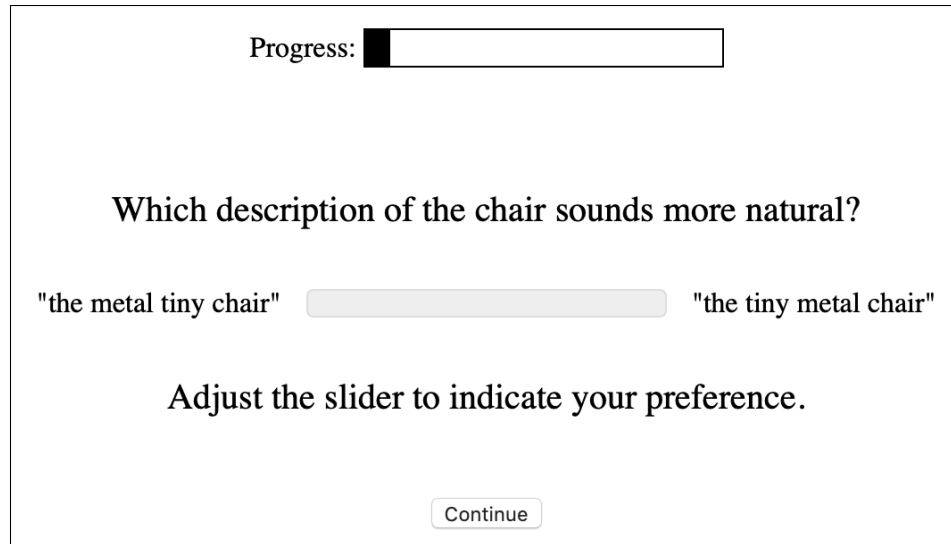 Progress:
Which description of the chair sounds more natural?
"the metal tiny chair" "the tiny metal chair"
Adjust the slider to indicate your preference.
Continue